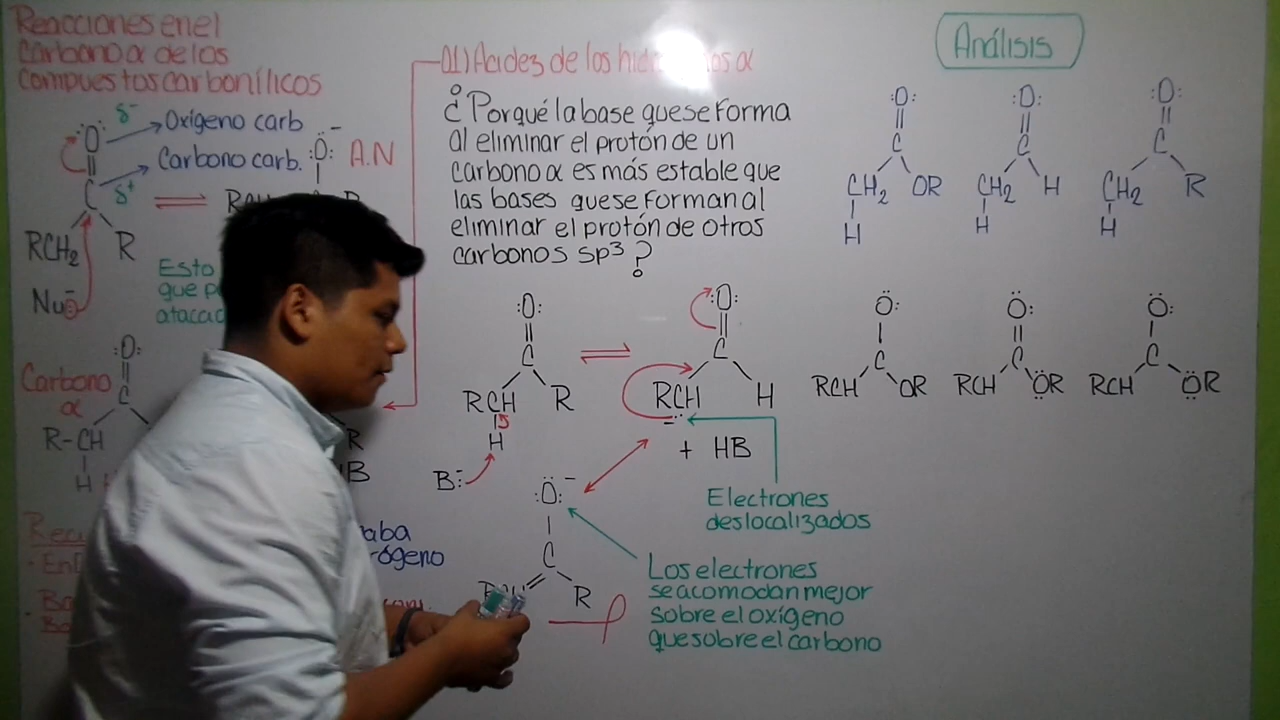 Reacciones en el
carbono α de los
compuestos carbonílicos
δ-
:O:
Oxígeno carb
Carbono carb.
C
δ+
:O:-
A.N
RCH2
R
Nu:-
Esto
que p
atacad
Carbono
α
:O:
C
R-CH
H
R
01) Acidez de los α
¿Porqué la base que se forma
al eliminar el protón de un
carbono α es más estable que
las bases que se forman al
eliminar el protón de otros
carbonos sp3?
:O:
C
RCH
R
H
B:
:O:
C
RCH
H
+ HB
Electrones
deslocalizados
:O:-
C
R
Los electrones
se acomodan mejor
sobre el oxígeno
que sobre el carbono
Análisis
:O: :O: :O:
C C C
CH2 OR CH2 H CH2 R
H H H
Ö: :Ö: :Ö:
C C C
RCH OR RCH ÖR RCH ÖR